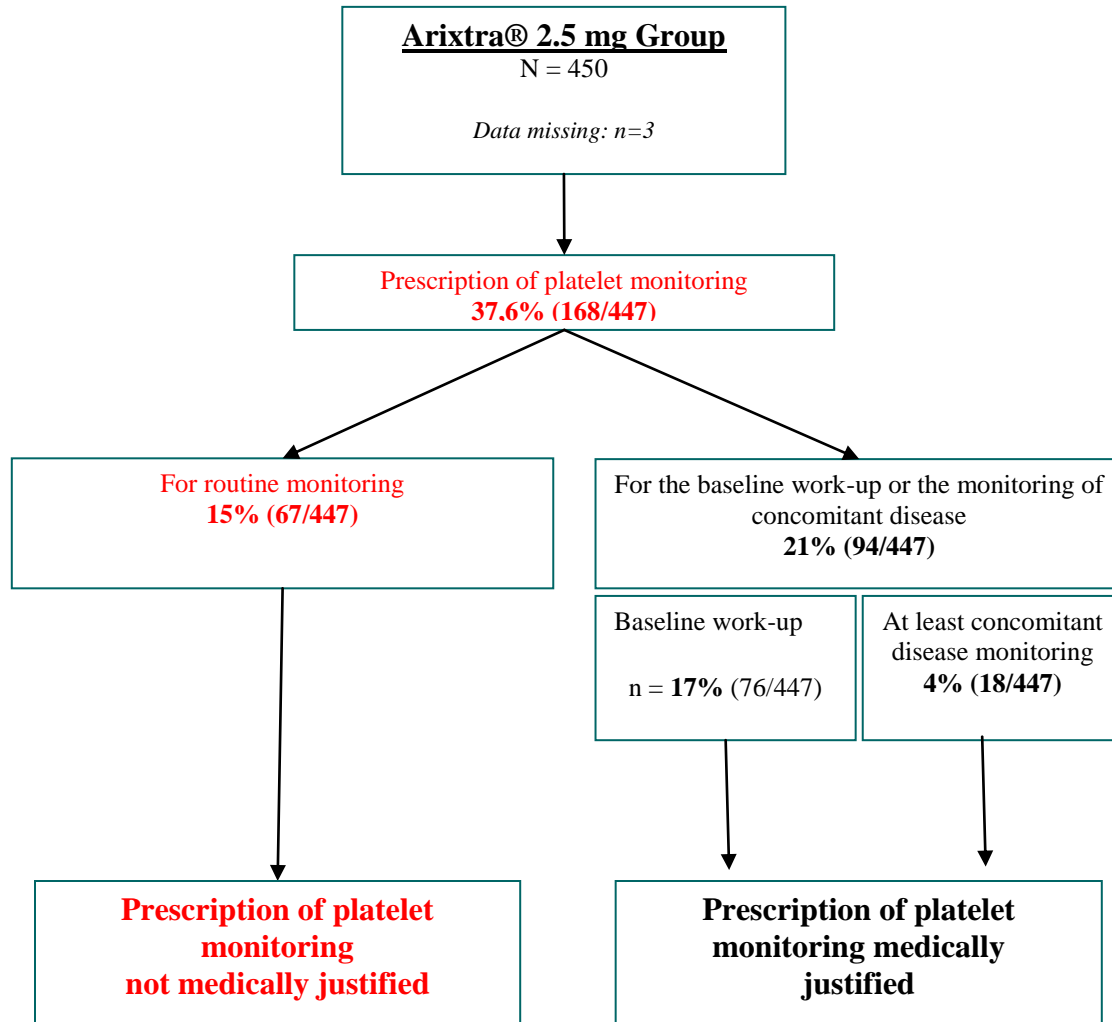 Arixtra® 2.5 mg Group
N = 450
Data missing: n=3
Prescription of platelet monitoring
37,6% (168/447)
For routine monitoring
15% (67/447)
For the baseline work-up or the monitoring of
concomitant disease
21% (94/447)
Baseline work-up
n = 17% (76/447)
At least concomitant
disease monitoring
4% (18/447)
Prescription of platelet
monitoring
not medically justified
Prescription of platelet
monitoring medically
justified